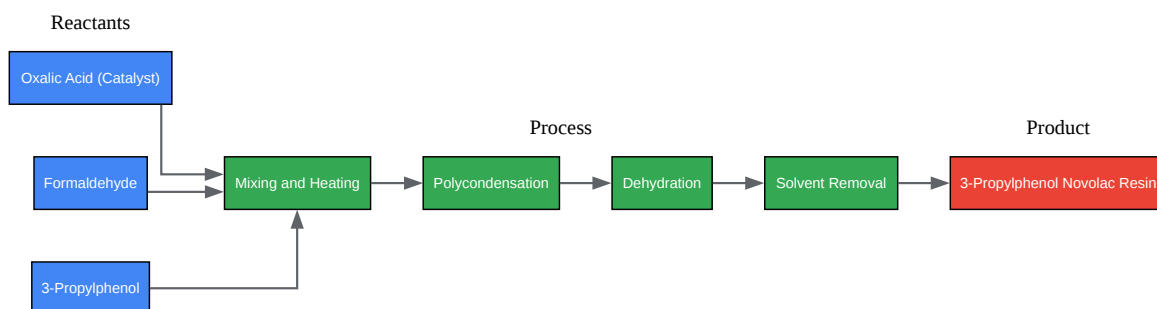 Reactants
Oxalic Acid (Catalyst)
Process
Product
Formaldehyde
Mixing and Heating
Polycondensation
Dehydration
Solvent Removal
3-Propylphenol Novolac Resin
3-Propylphenol